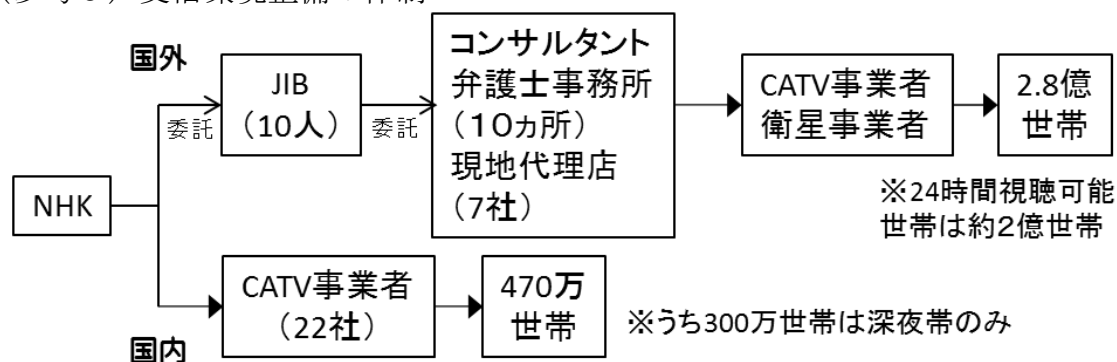 国外
JIB
（10人）
委託
委託
コンサルタント
弁護士事務所
（１０ヵ所）
現地代理店
（7社）
CATV事業者
衛星事業者
2.8億
世帯
※24時間視聴可能
世帯は約２億世帯
NHK
CATV事業者
（22社）
470万
世帯
※うち300万世帯は深夜帯のみ
国内